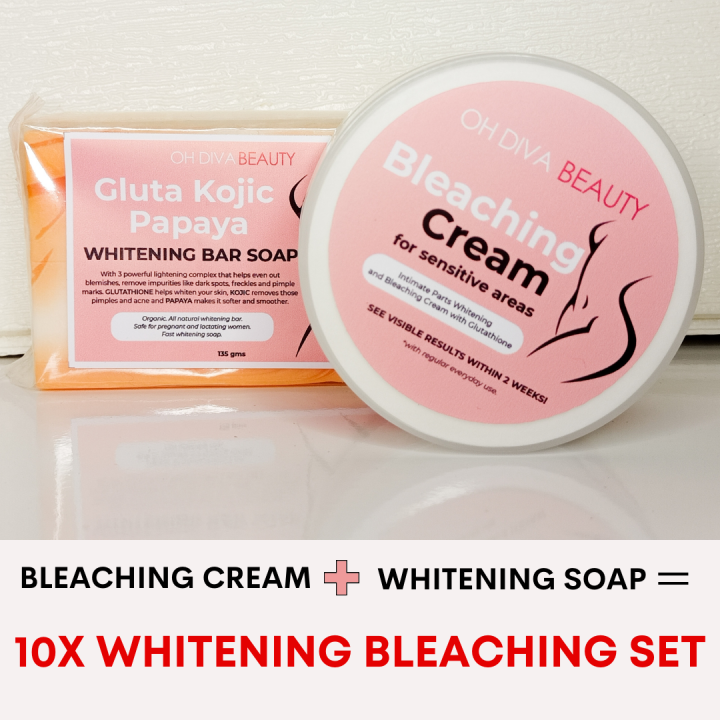 OH DIVA BEAUTY
Gluta Kojic
Papaya
WHITENING BAR SOAP
With 3 powerful lightening complex that helps even out
blemishes, remove impurities like dark spots, freckles and pimple
marks. GLUTATHIONE helps whiten your skin, KOJIC removes those
pimples and acne and PAPAYA makes it softer and smoother.
Organic. All natural whitening bar.
Safe for pregnant and lactating women.
Fast whitening soap.
135 gms
OH DIVA BEAUTY
Bleaching
Cream
for sensitive areas
Intimate Parts Whitening
and Bleaching Cream with Glutathione
SEE VISIBLE RESULTS WITHIN 2 WEEKS!
*with regular everyday use.
BLEACHING CREAM + WHITENING SOAP =
10X WHITENING BLEACHING SET